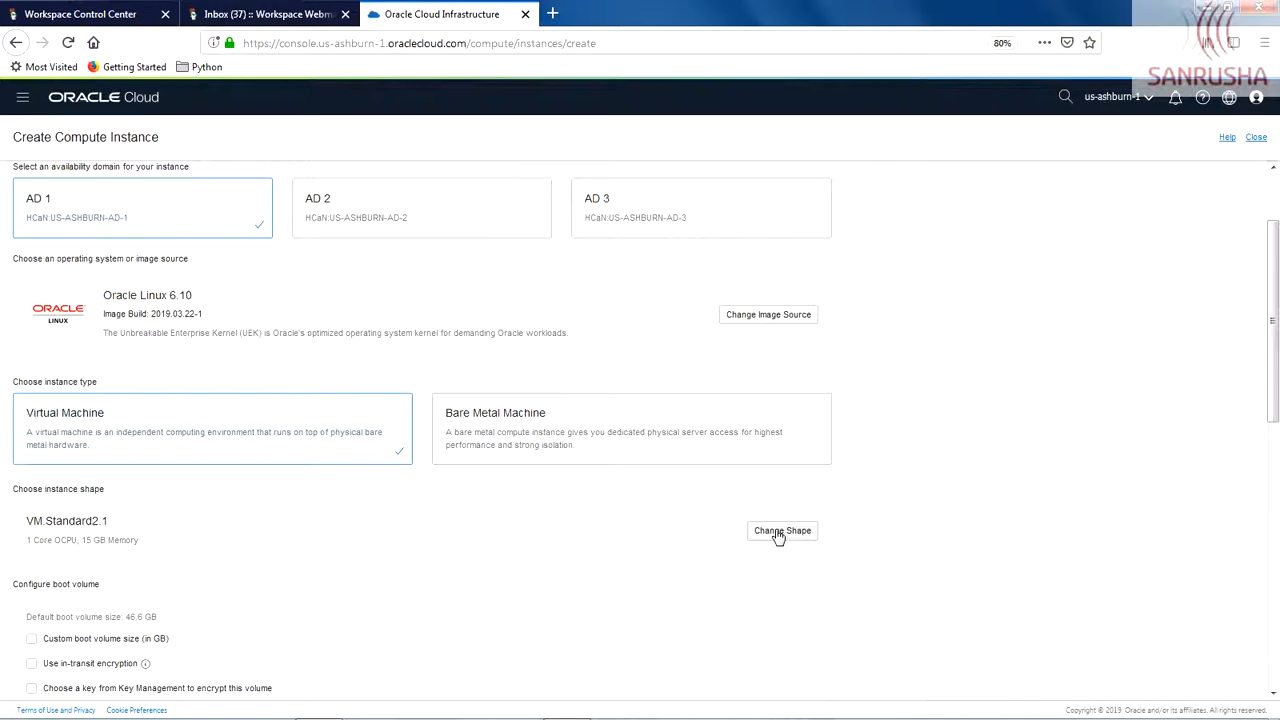 Workspace Control Center
Inbox (37) :: Workspace Webm
Oracle Cloud Infrastructure
https://console.us-ashburn-1.oraclecloud.com/compute/instances/create
80%
Most Visited
Getting Started
Python
SANRUSHA
ORACLE Cloud
us-ashburn-1
Create Compute Instance
Help
Close
Select an availability domain for your instance
AD 1
HCaN:US-ASHBURN-AD-1
AD 2
HCaN:US-ASHBURN-AD-2
AD 3
HCaN:US-ASHBURN-AD-3
Choose an operating system or image source
ORACLE
LINUX
Oracle Linux 6.10
Image Build: 2019.03.22-1
The Unbreakable Enterprise Kernel (UEK) is Oracle's optimized operating system kernel for demanding Oracle workloads.
Change Image Source
Choose instance type
Virtual Machine
A virtual machine is an independent computing environment that runs on top of physical bare
metal hardware.
Bare Metal Machine
A bare metal compute instance gives you dedicated physical server access for highest
performance and strong isolation.
Choose instance shape
VM.Standard2.1
1 Core OCPU, 15 GB Memory
Change Shape
Configure boot volume
Default boot volume size: 46.6 GB
Custom boot volume size (in GB)
Use in-transit encryption
Choose a key from Key Management to encrypt this volume
Terms of Use and Privacy
Cookie Preferences
Copyright © 2019, Oracle and/or its affiliates. All rights reserved.